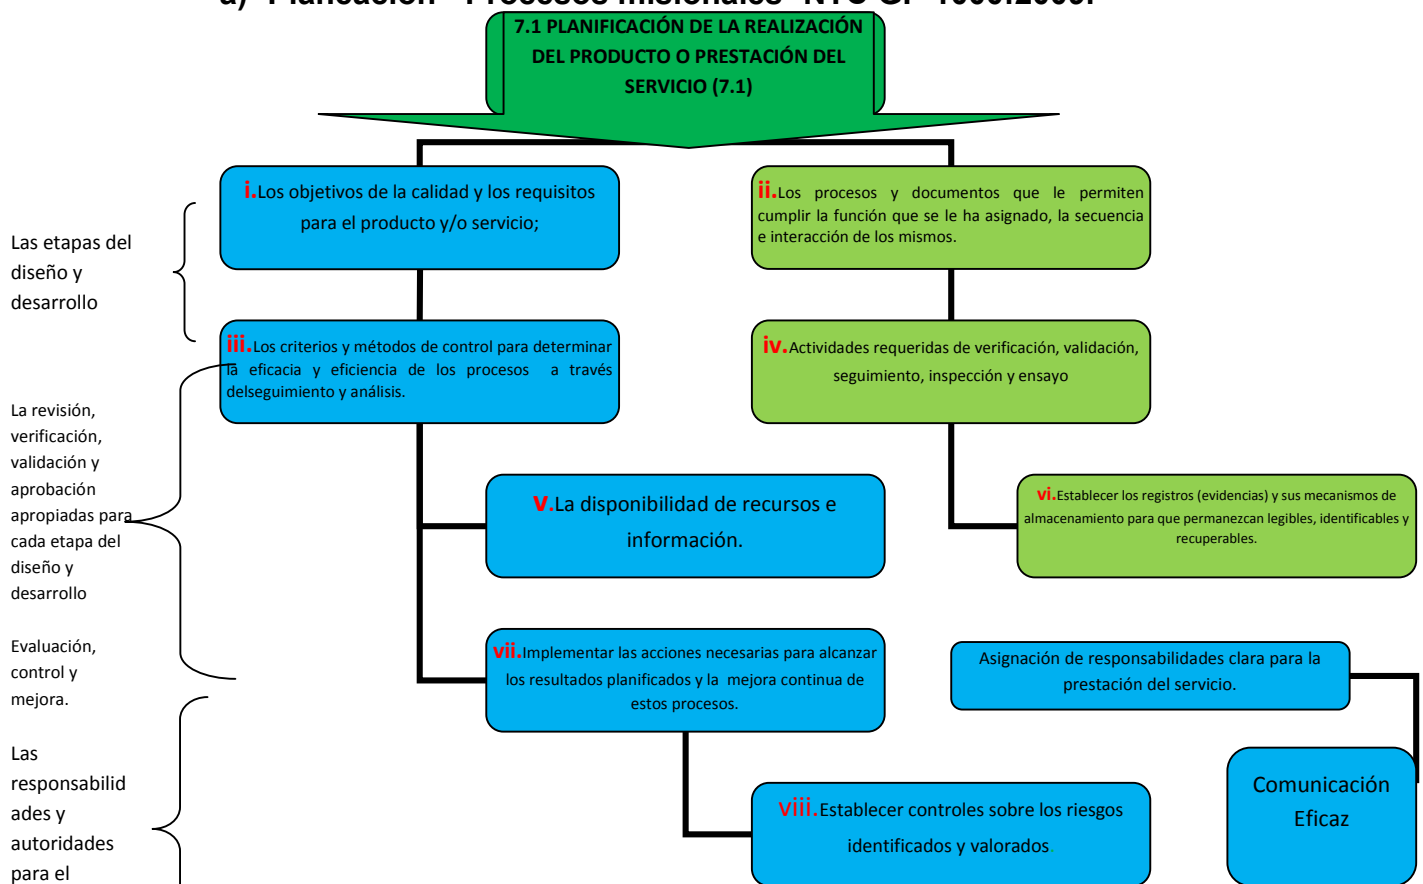 a) Planeación "Procesos misionales" NTC GP 1000:2009.
7.1 PLANIFICACIÓN DE LA REALIZACIÓN
DEL PRODUCTO O PRESTACIÓN DEL
SERVICIO (7.1)
i.Los objetivos de la calidad y los requisitos
para el producto y/o servicio;
ii.Los procesos y documentos que le permiten
cumplir la función que se le ha asignado, la secuencia
e interacción de los mismos.
Las etapas del
diseño y
desarrollo
iii.Los criterios y métodos de control para determinar
la eficacia y eficiencia de los procesos a través
delseguimiento y análisis.
iv.Actividades requeridas de verificación, validación,
seguimiento, inspección y ensayo
La revisión,
verificación,
validación y
aprobación
apropiadas para
cada etapa del
diseño y
desarrollo
v.La disponibilidad de recursos e
información.
vi.Establecer los registros (evidencias) y sus mecanismos de
almacenamiento para que permanezcan legibles, identificables y
recuperables.
Evaluación,
control y
mejora.
vii.Implementar las acciones necesarias para alcanzar
los resultados planificados y la mejora continua de
estos procesos.
Asignación de responsabilidades clara para la
prestación del servicio.
Las
responsabilid
ades y
autoridades
para el
viii.Establecer controles sobre los riesgos
identificados y valorados.
Comunicación
Eficaz